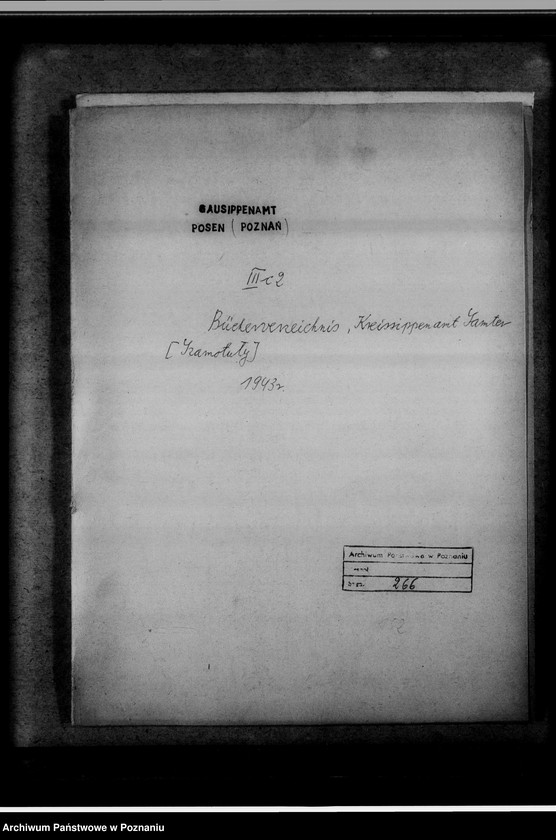 GAUSIPPENAMT
POSEN (POZNAŃ)
III c 2
Bücherverzeichnis, Kreissippenamt Samter
[Szamotuły]
1943r.
Archiwum Państwowe w Poznaniu
266
Archiwum Państwowe w Poznaniu